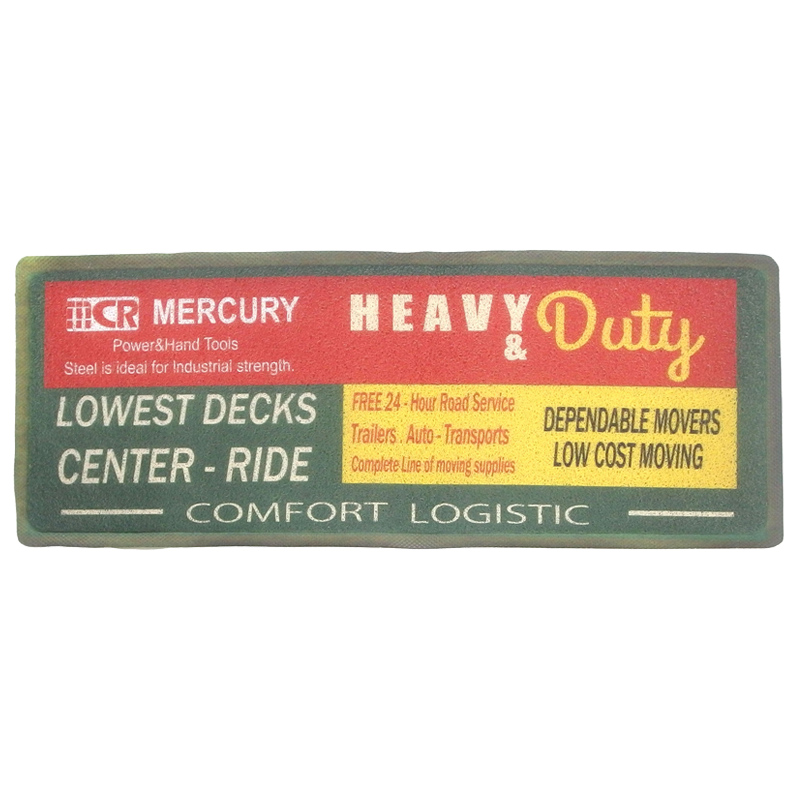 MCR MERCURY
Power&Hand Tools
Steel is ideal for Industrial strength.
HEAVY
& Duty
LOWEST DECKS
CENTER - RIDE
FREE 24 - Hour Road Service
Trailers . Auto - Transports
Complete Line of moving supplies
DEPENDABLE MOVERS
LOW COST MOVING
COMFORT LOGISTIC